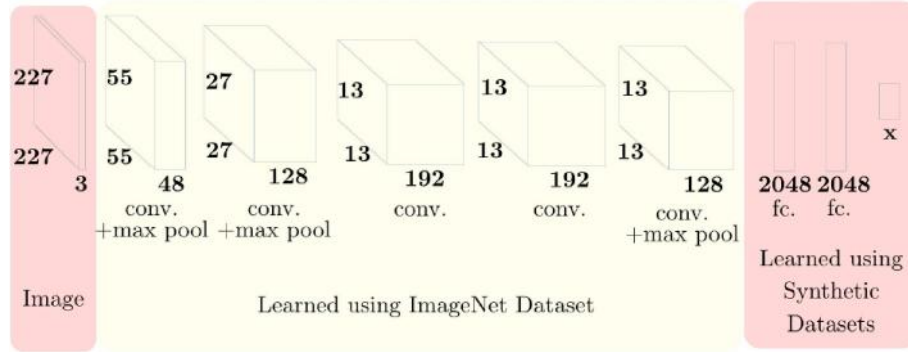 227
227
3
Image
55
55
48
conv.
+max pool
27
27
128
conv.
+max pool
13
13
192
conv.
13
13
192
conv.
13
13
128
conv.
+max pool
Learned using ImageNet Dataset
2048 2048
fc. fc.
x
Learned using
Synthetic
Datasets